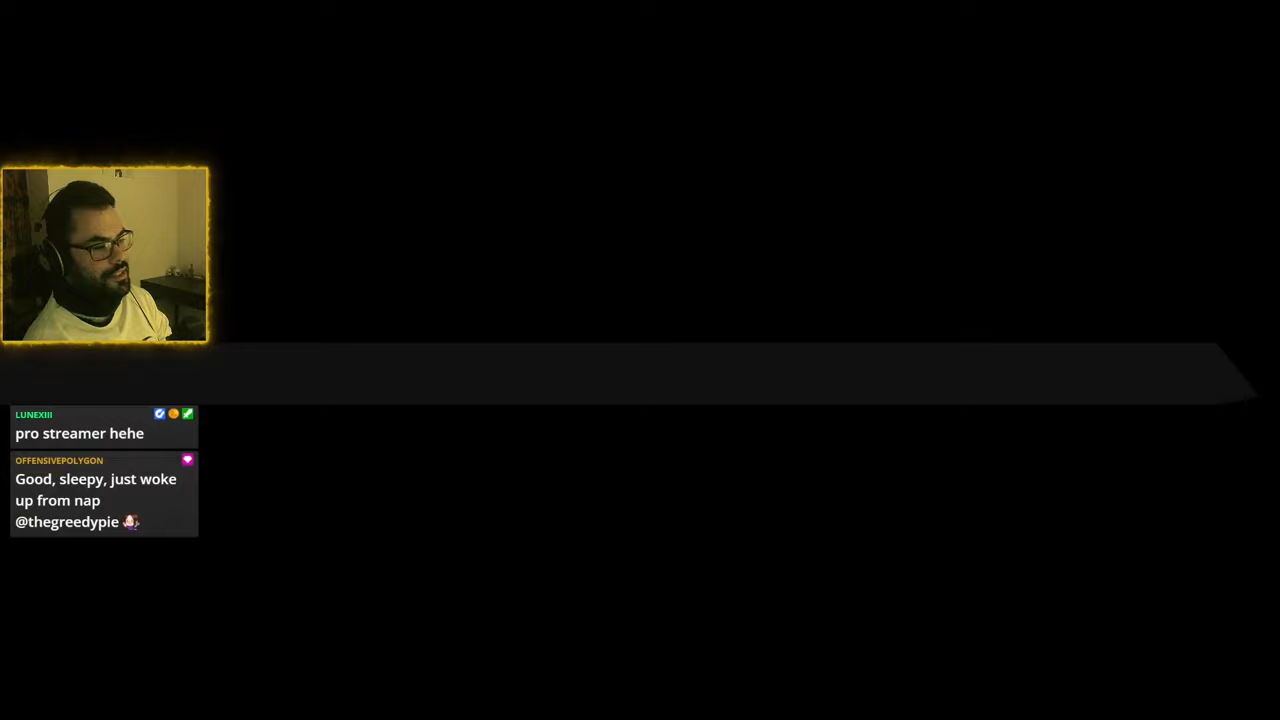 LUNEXIII
pro streamer hehe
OFFENSIVEPOLYGON
Good, sleepy, just woke
up from nap
@thegreedypie